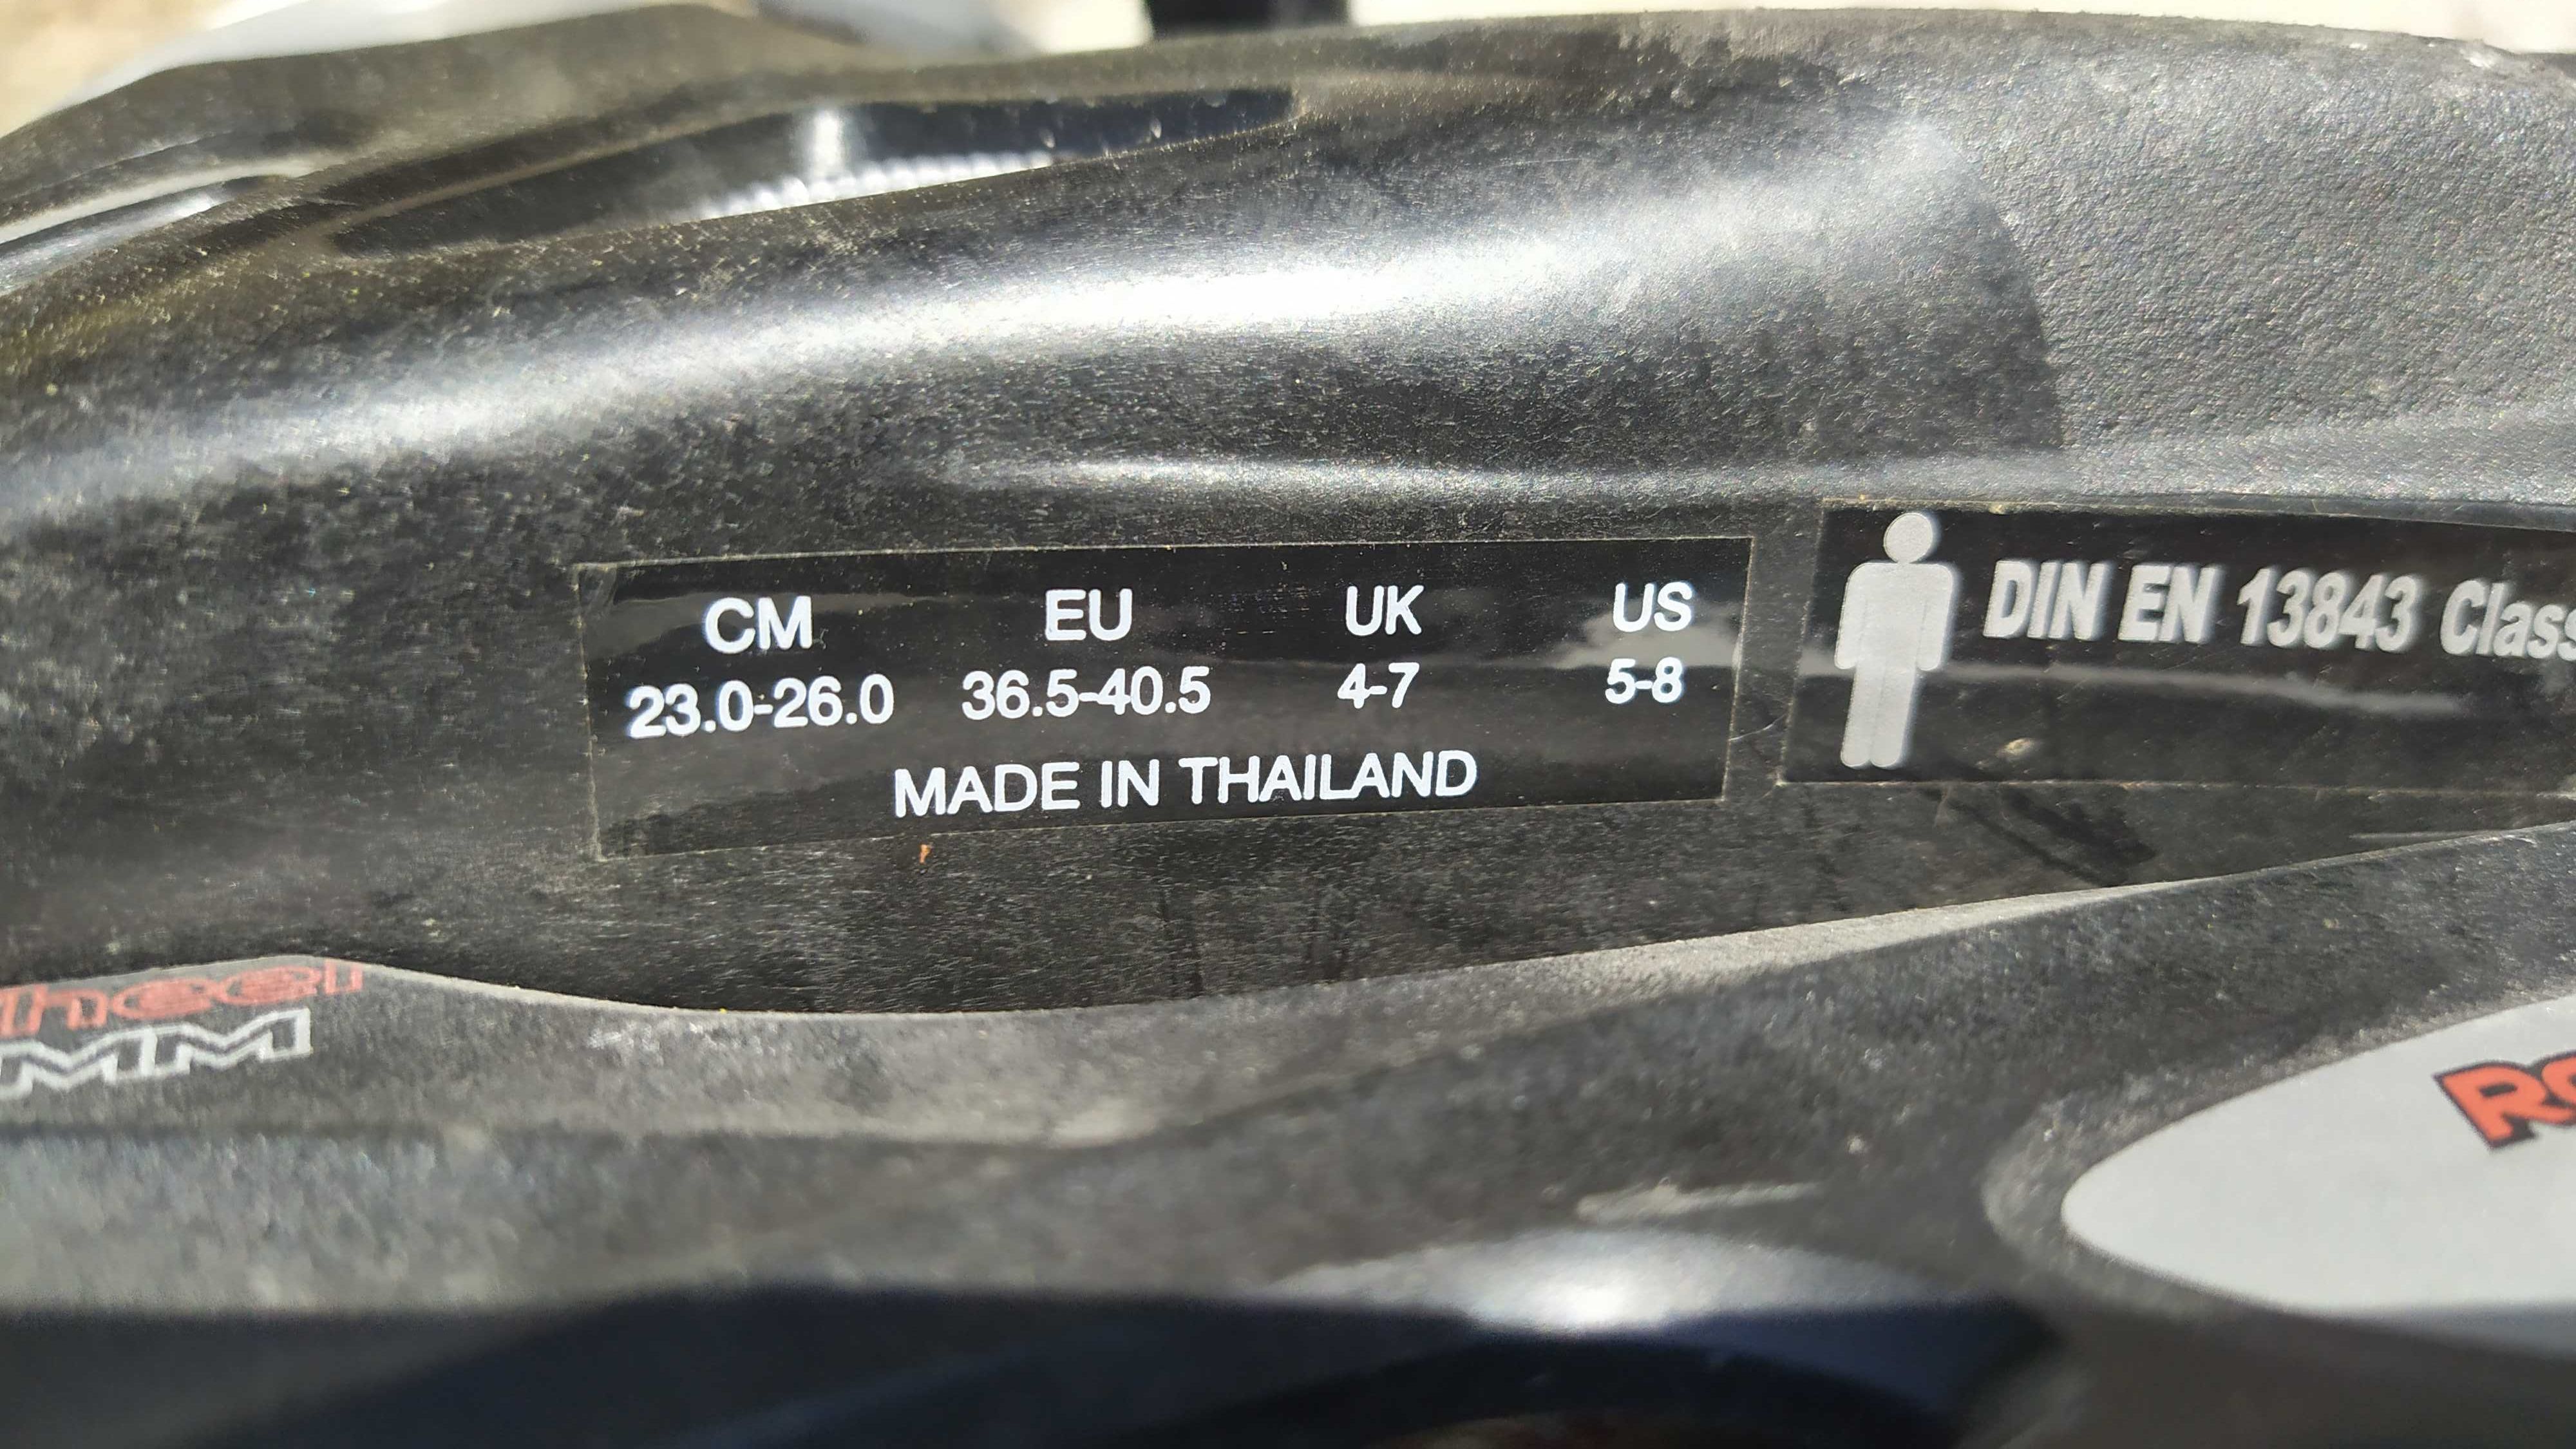 CM EU UK US
23.0-26.0 36.5-40.5 4-7 5-8
MADE IN THAILAND
DIN EN 13843
MM